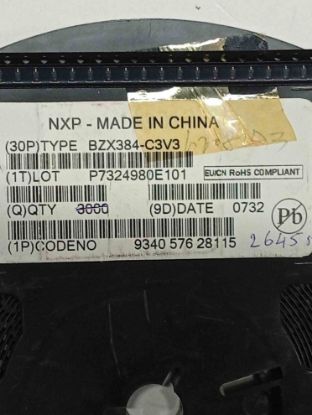 NXP - MADE IN CHINA
(30P)TYPE BZX384-C3V3
(1T)LOT P7324980E101
EU/CN RoHS COMPLIANT
(Q)QTY 3000 (9D)DATE 0732
Pb
(1P)CODENO 9340 576 28115
2645